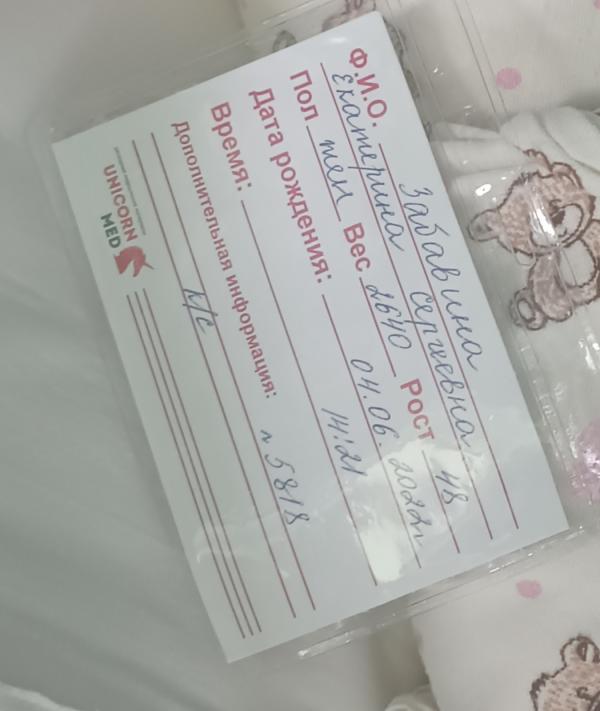 Ф.И.О. Забавина
Екатерина Сергеевна
Пол жен Вес 2640 Рост 48
Дата рождения: 04.06.2022г.
Время: 14:21
Дополнительная информация: n 5818
к/с
UNICORN
MED